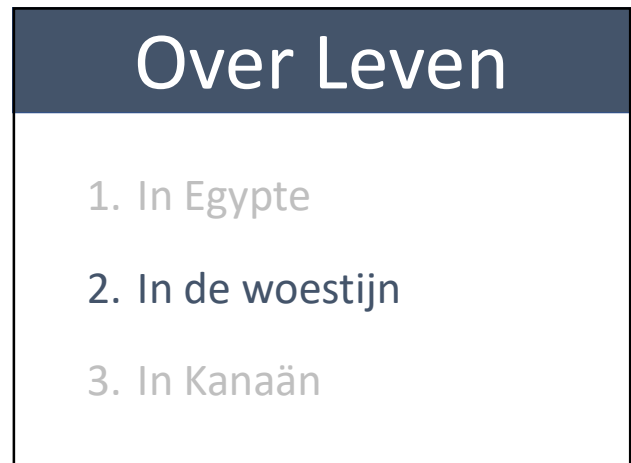 Over Leven
1. In Egypte
2. In de woestijn
3. In Kanaän